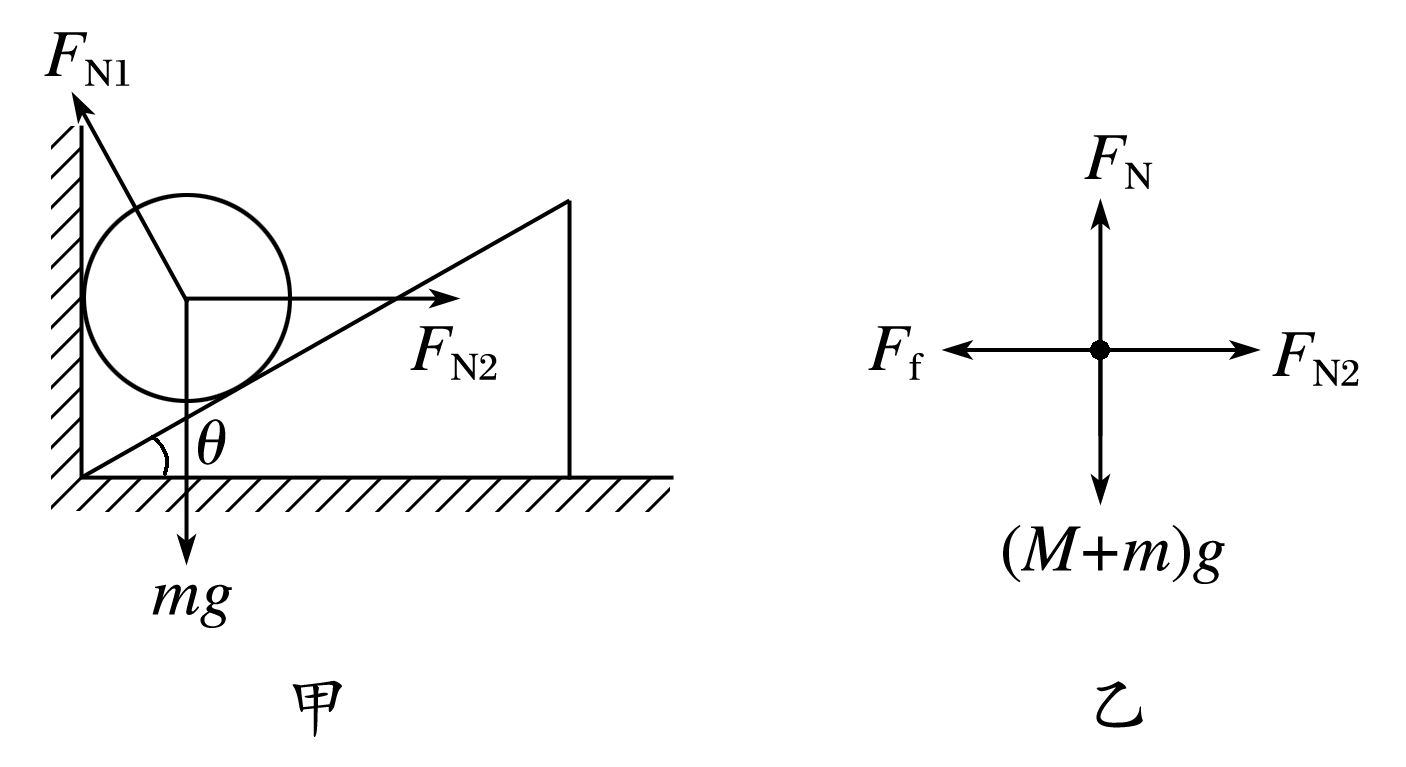 F_N1
F_N2
θ
mg
甲
F_N
F_f
F_N2
(M+m)g
乙